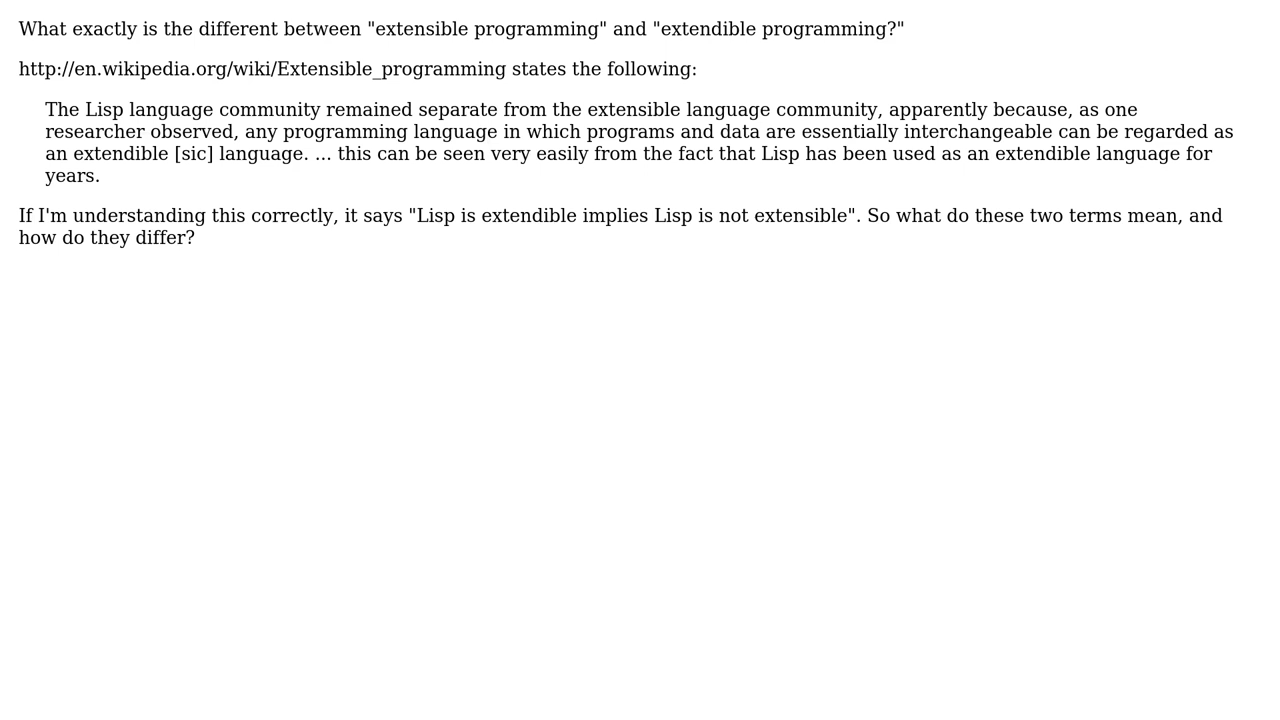 What exactly is the different between "extensible programming" and "extendible programming?"
http://en.wikipedia.org/wiki/Extensible_programming states the following:
The Lisp language community remained separate from the extensible language community, apparently because, as one
researcher observed, any programming language in which programs and data are essentially interchangeable can be regarded as
an extendible [sic] language. ... this can be seen very easily from the fact that Lisp has been used as an extendible language for
years.
If I'm understanding this correctly, it says "Lisp is extendible implies Lisp is not extensible". So what do these two terms mean, and
how do they differ?